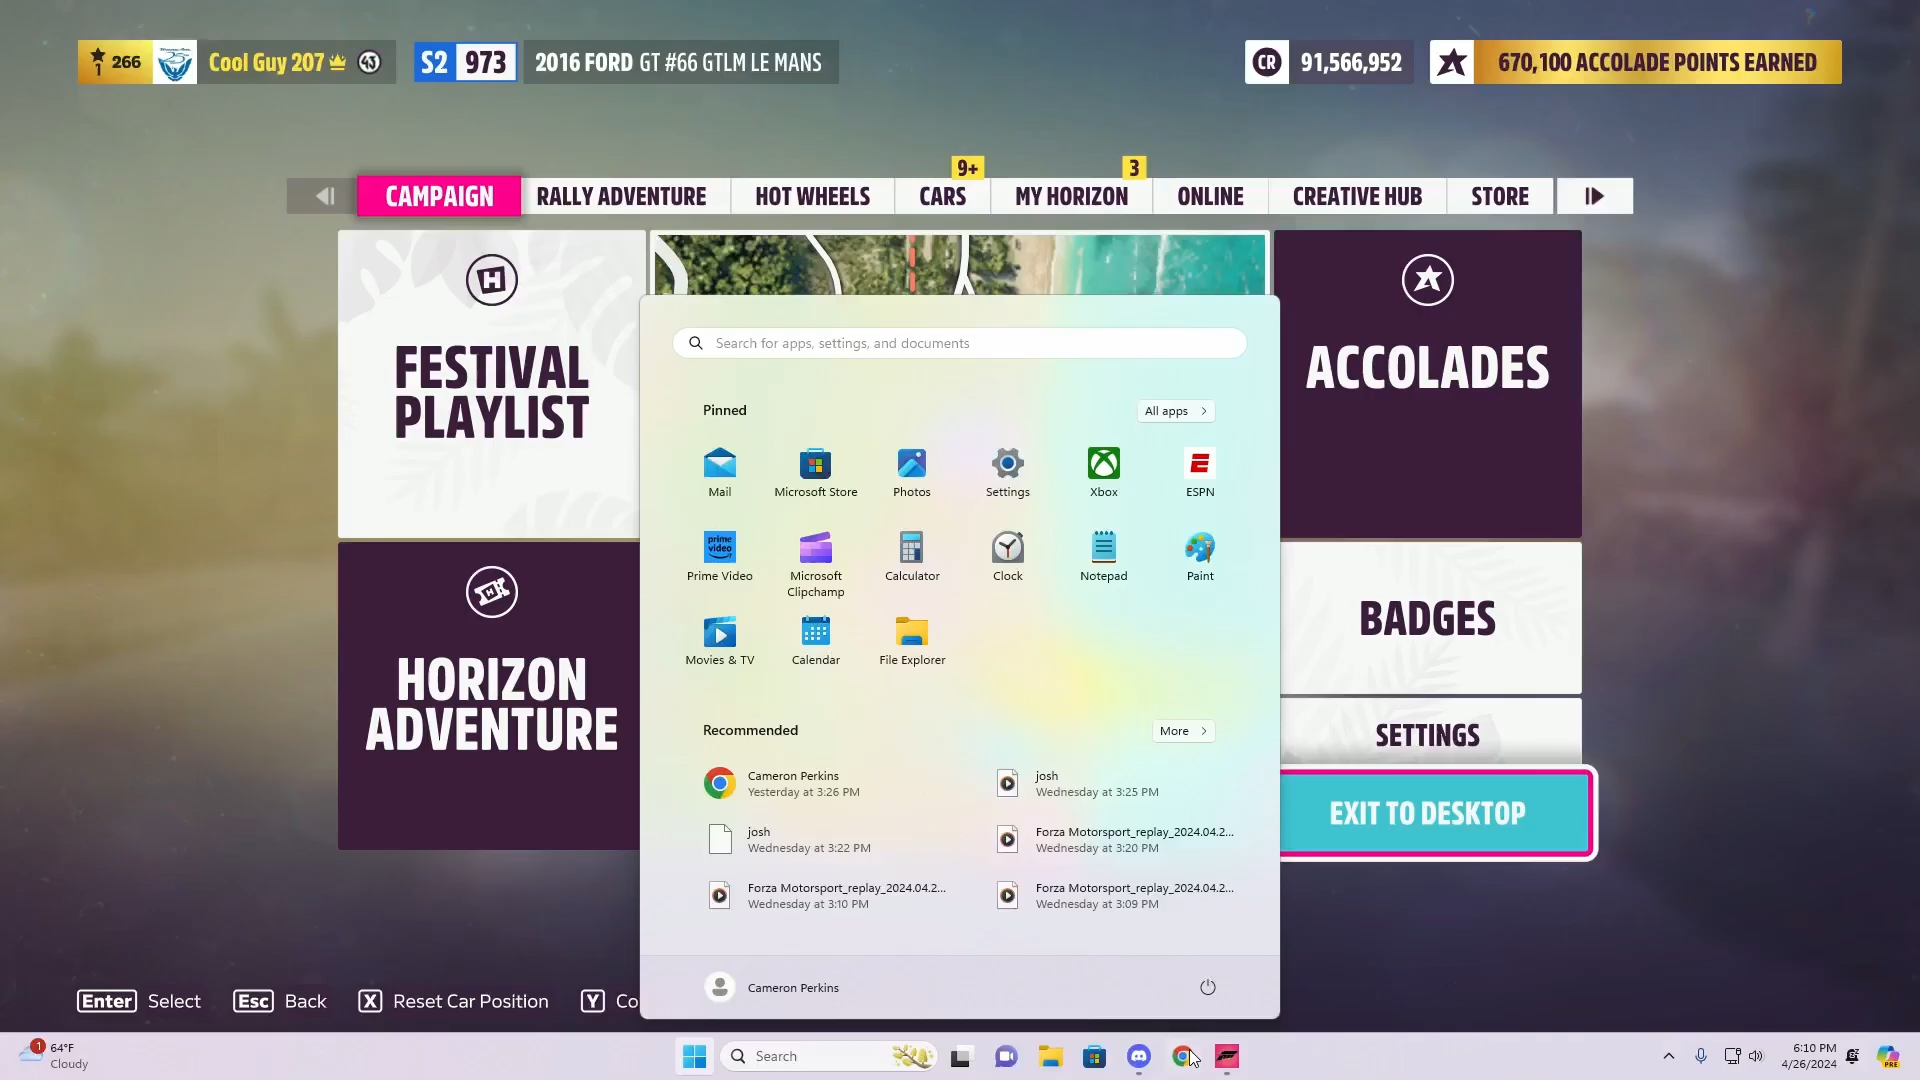 1 266 Cool Guy 207 43 S2 973 2016 FORD GT #66 GTLM LE MANS CR 91,566,952 670,100 ACCOLADE POINTS EARNED
9+ 3
CAMPAIGN RALLY ADVENTURE HOT WHEELS CARS MY HORIZON ONLINE CREATIVE HUB STORE
FESTIVAL
PLAYLIST
HORIZON
ADVENTURE
ACCOLADES
BADGES
SETTINGS
EXIT TO DESKTOP
Search for apps, settings, and documents
Pinned All apps
Mail Microsoft Store Photos Settings Xbox ESPN
prime
video
Prime Video Microsoft Clipchamp Calculator Clock Notepad Paint
Movies & TV Calendar File Explorer
Recommended More
Cameron Perkins
Yesterday at 3:26 PM
josh
Wednesday at 3:25 PM
josh
Wednesday at 3:22 PM
Forza Motorsport_replay_2024.04.2...
Wednesday at 3:20 PM
Forza Motorsport_replay_2024.04.2...
Wednesday at 3:10 PM
Forza Motorsport_replay_2024.04.2...
Wednesday at 3:09 PM
Cameron Perkins
Enter Select Esc Back X Reset Car Position Y Co
1 64°F
Cloudy
Search
6:10 PM
4/26/2024
PRE